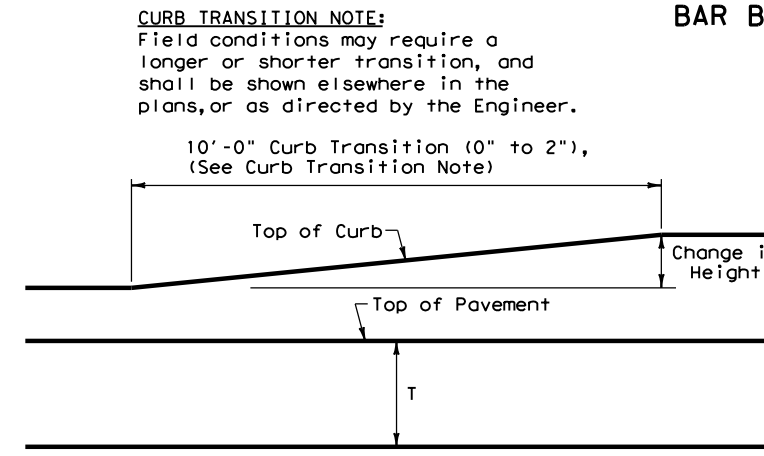 CURB TRANSITION NOTE:
Field conditions may require a
longer or shorter transition, and
shall be shown elsewhere in the
plans, or as directed by the Engineer.
BAR B
10'-0" Curb Transition (0" to 2"),
(See Curb Transition Note)
Top of Curb
Change i
Height
Top of Pavement
T